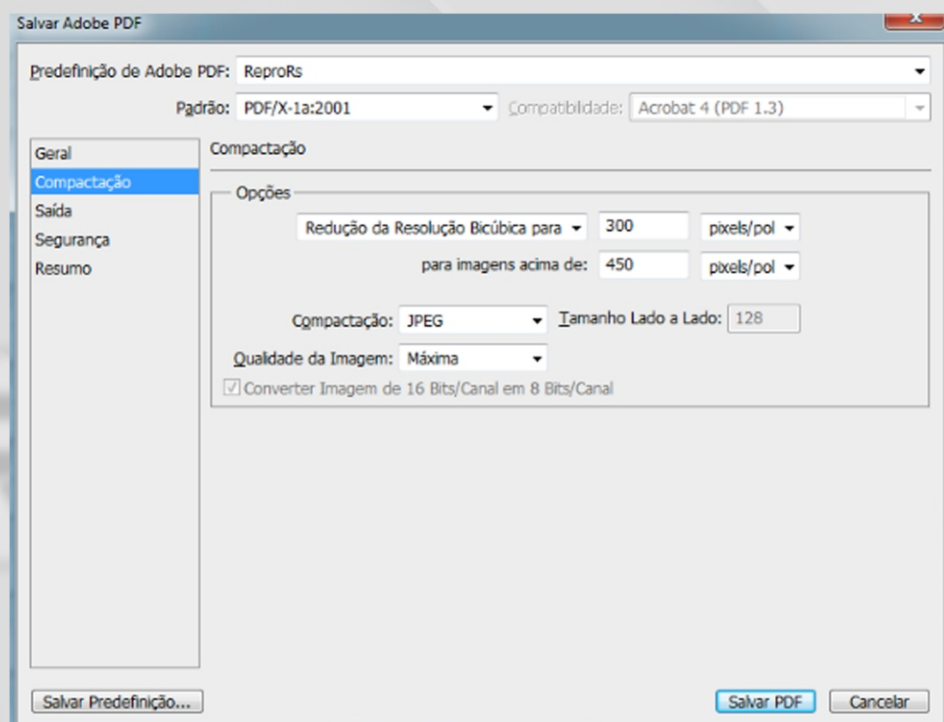 Salvar Adobe PDF
Predefinição de Adobe PDF: ReproRs
Padrão: PDF/X-1a:2001 Compatibilidade: Acrobat 4 (PDF 1.3)
Geral
Compactação
Saída
Segurança
Resumo
Compactação
Opções
Redução da Resolução Bicúbica para 300 pixels/pol
para imagens acima de: 450 pixels/pol
Compactação: JPEG Tamanho Lado a Lado: 128
Qualidade da Imagem: Máxima
Converter Imagem de 16 Bits/Canal em 8 Bits/Canal
Salvar Predefinição... Salvar PDF Cancelar